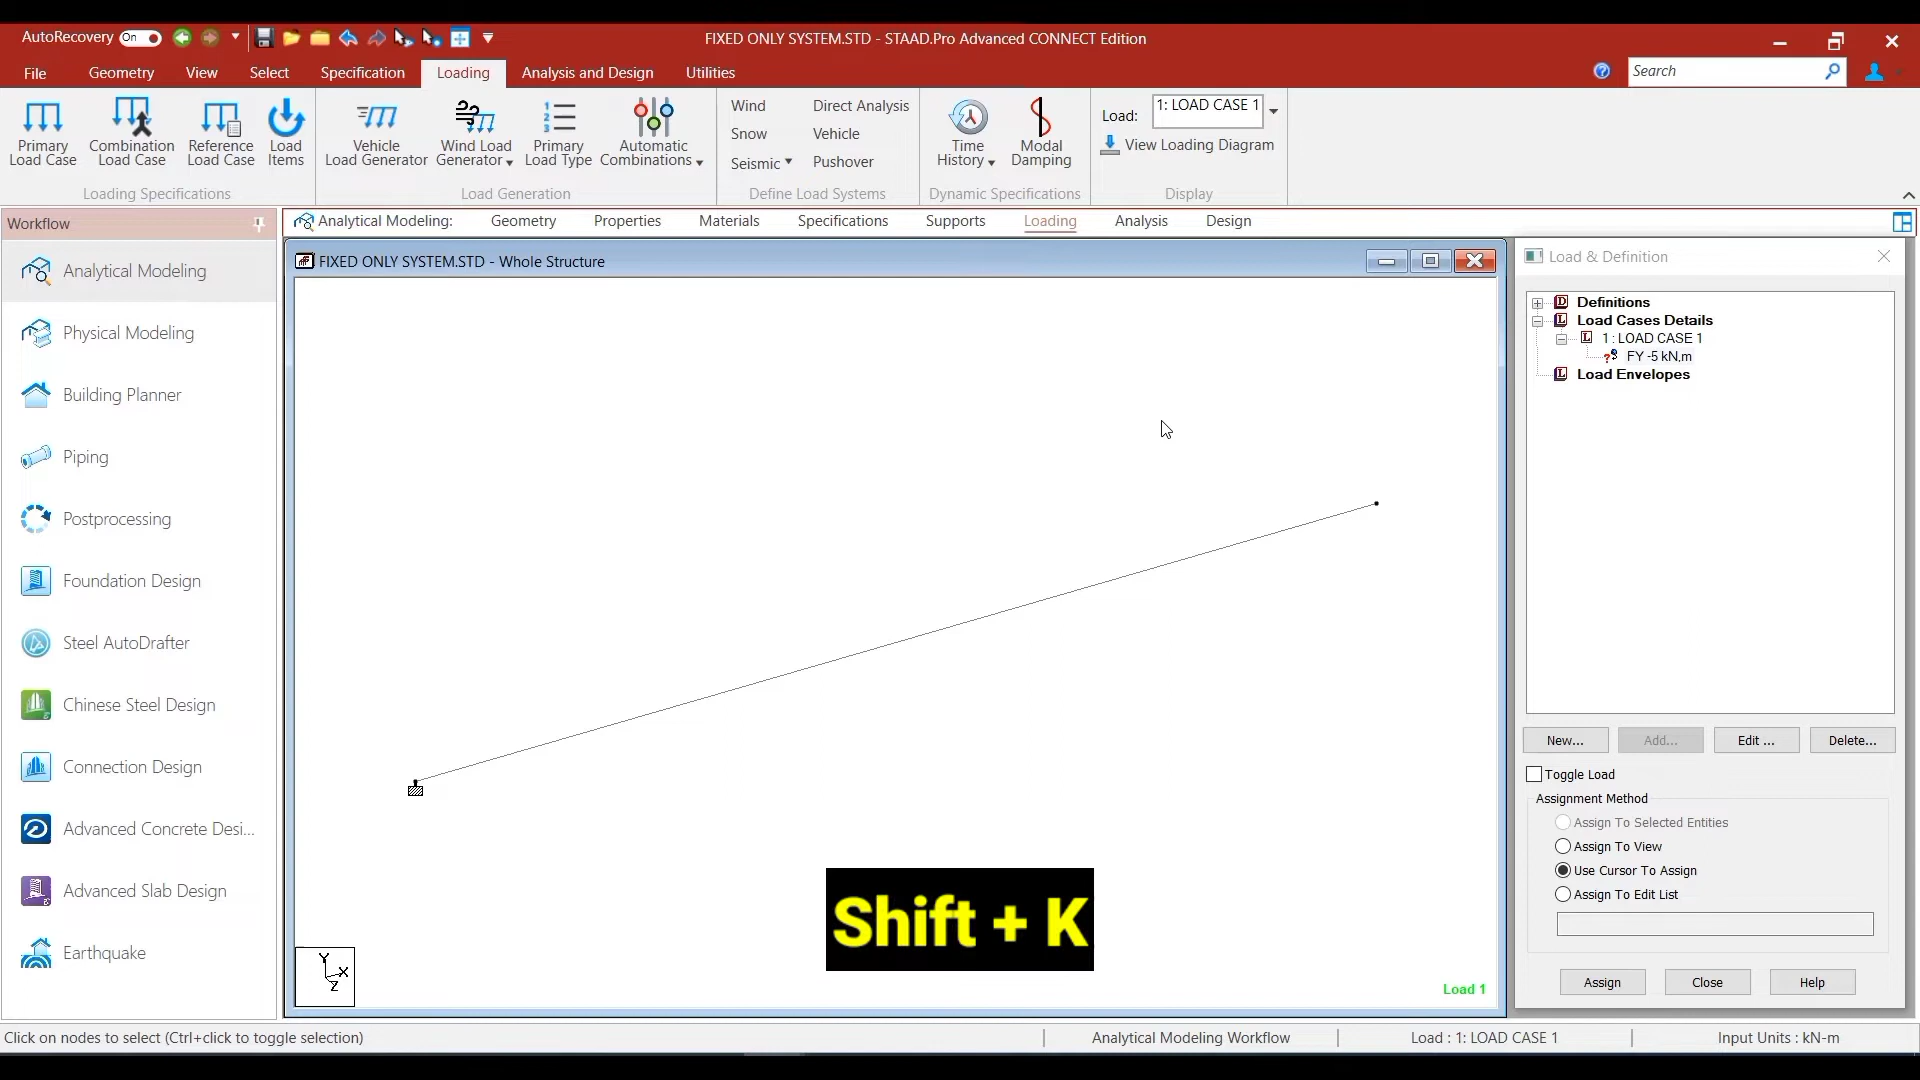 AutoRecovery On
FIXED ONLY SYSTEM.STD - STAAD.Pro Advanced CONNECT Edition
File Geometry View Select Specification Loading Analysis and Design Utilities
Search
Primary Load Case
Combination Load Case
Reference Load Case
Load Items
Loading Specifications
Vehicle Load Generator
Wind Load Generator
Primary Load Type
Automatic Combinations
Load Generation
Wind
Snow
Seismic
Direct Analysis
Vehicle
Pushover
Define Load Systems
Time History
Modal Damping
Dynamic Specifications
Load: 1: LOAD CASE 1
View Loading Diagram
Display
Workflow
Analytical Modeling: Geometry Properties Materials Specifications Supports Loading Analysis Design
Analytical Modeling
Physical Modeling
Building Planner
Piping
Postprocessing
Foundation Design
Steel AutoDrafter
Chinese Steel Design
Connection Design
Advanced Concrete Desi...
Advanced Slab Design
Earthquake
FIXED ONLY SYSTEM.STD - Whole Structure
Y
X
Z
Shift + K
Load 1
Load & Definition
D Definitions
L Load Cases Details
L 1 : LOAD CASE 1
FY -5 kN,m
L Load Envelopes
New... Add... Edit ... Delete...
Toggle Load
Assignment Method
Assign To Selected Entities
Assign To View
Use Cursor To Assign
Assign To Edit List
Assign Close Help
Click on nodes to select (Ctrl+click to toggle selection)
Analytical Modeling Workflow
Load : 1: LOAD CASE 1
Input Units : kN-m